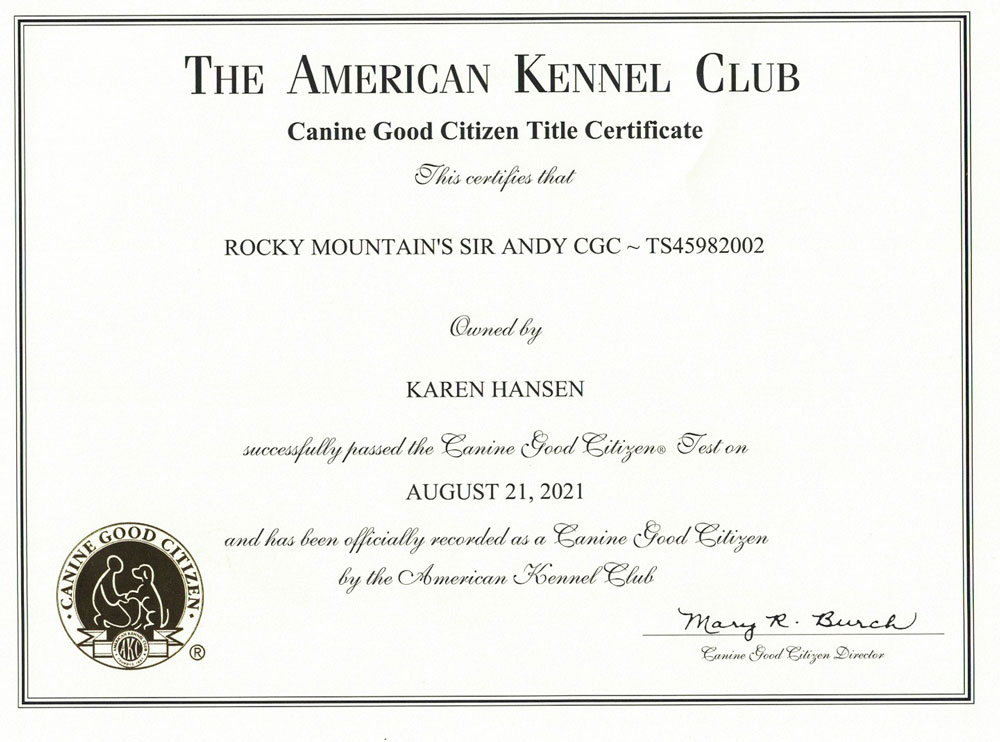 THE AMERICAN KENNEL CLUB
Canine Good Citizen Title Certificate
This certifies that
ROCKY MOUNTAIN'S SIR ANDY CGC ~ TS45982002
Owned by
KAREN HANSEN
successfully passed the Canine Good Citizen® Test on
AUGUST 21, 2021
and has been officially recorded as a Canine Good Citizen
by the American Kennel Club
Mary R. Burch
Canine Good Citizen Director
· CANINE GOOD CITIZEN ·
AKC
®